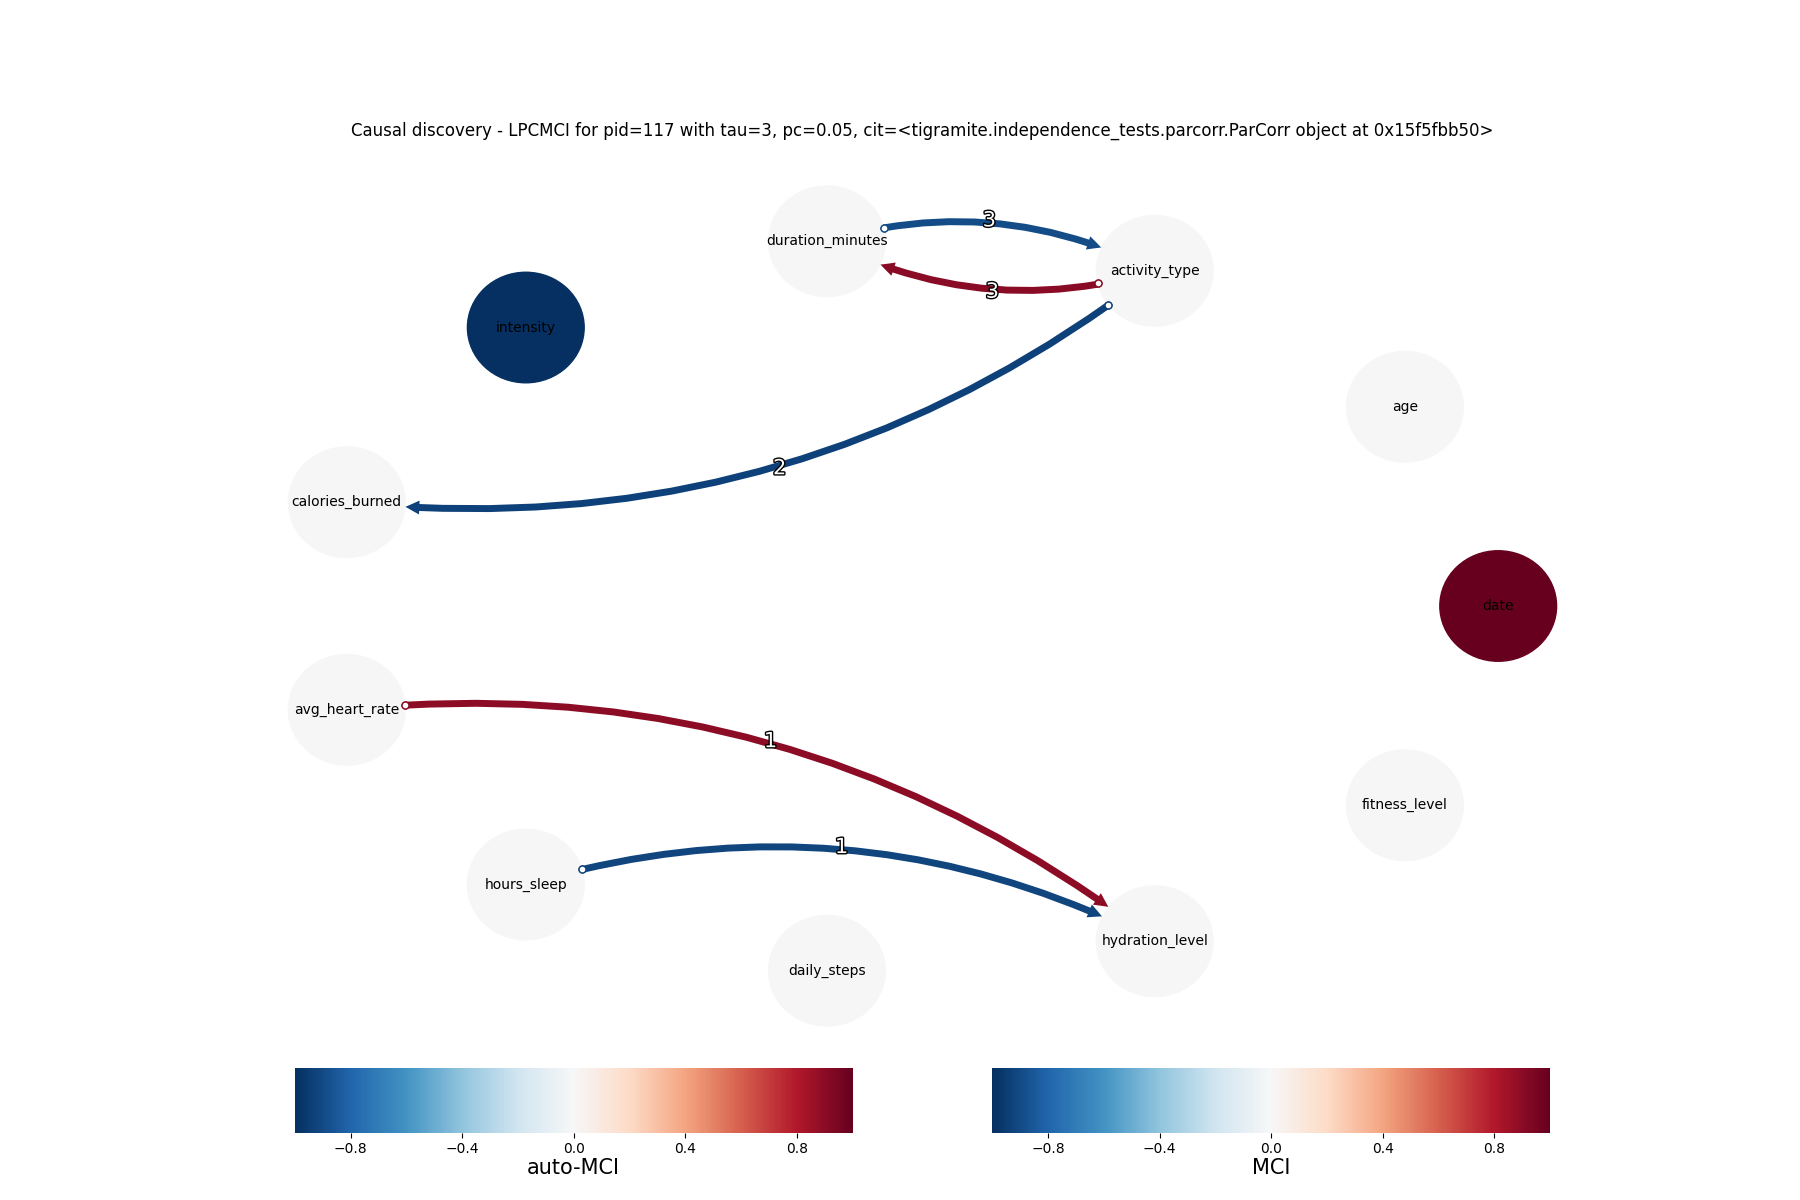 Causal discovery - LPCMCI for pid=117 with tau=3, pc=0.05, cit=<tigramite.independence_tests.parcorr.ParCorr object at 0x15f5fbb50>
3
duration_minutes
activity_type
3
intensity
age
2
calories_burned
date
avg_heart_rate
1
fitness_level
1
hours_sleep
hydration_level
daily_steps
−0.8 −0.4 0.0 0.4 0.8
auto-MCI
−0.8 −0.4 0.0 0.4 0.8
MCI